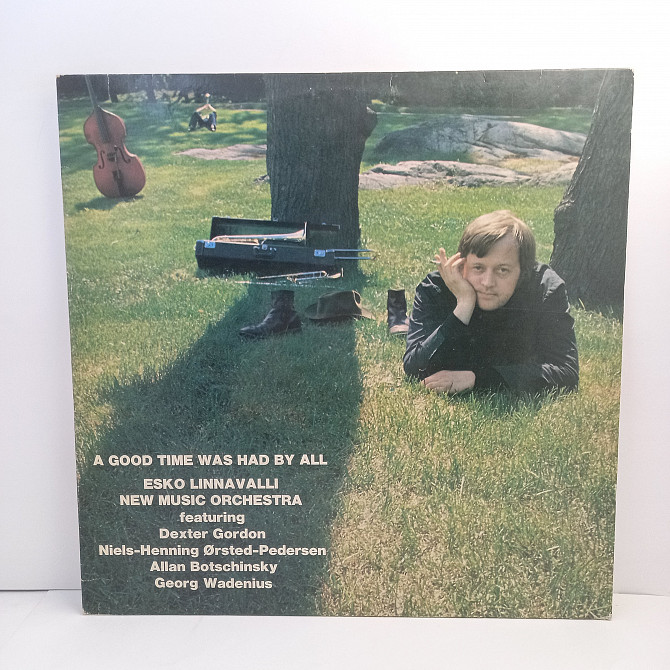 A GOOD TIME WAS HAD BY ALL
ESKO LINNAVALLI
NEW MUSIC ORCHESTRA
featuring
Dexter Gordon
Niels-Henning Ørsted-Pedersen
Allan Botschinsky
Georg Wadenius